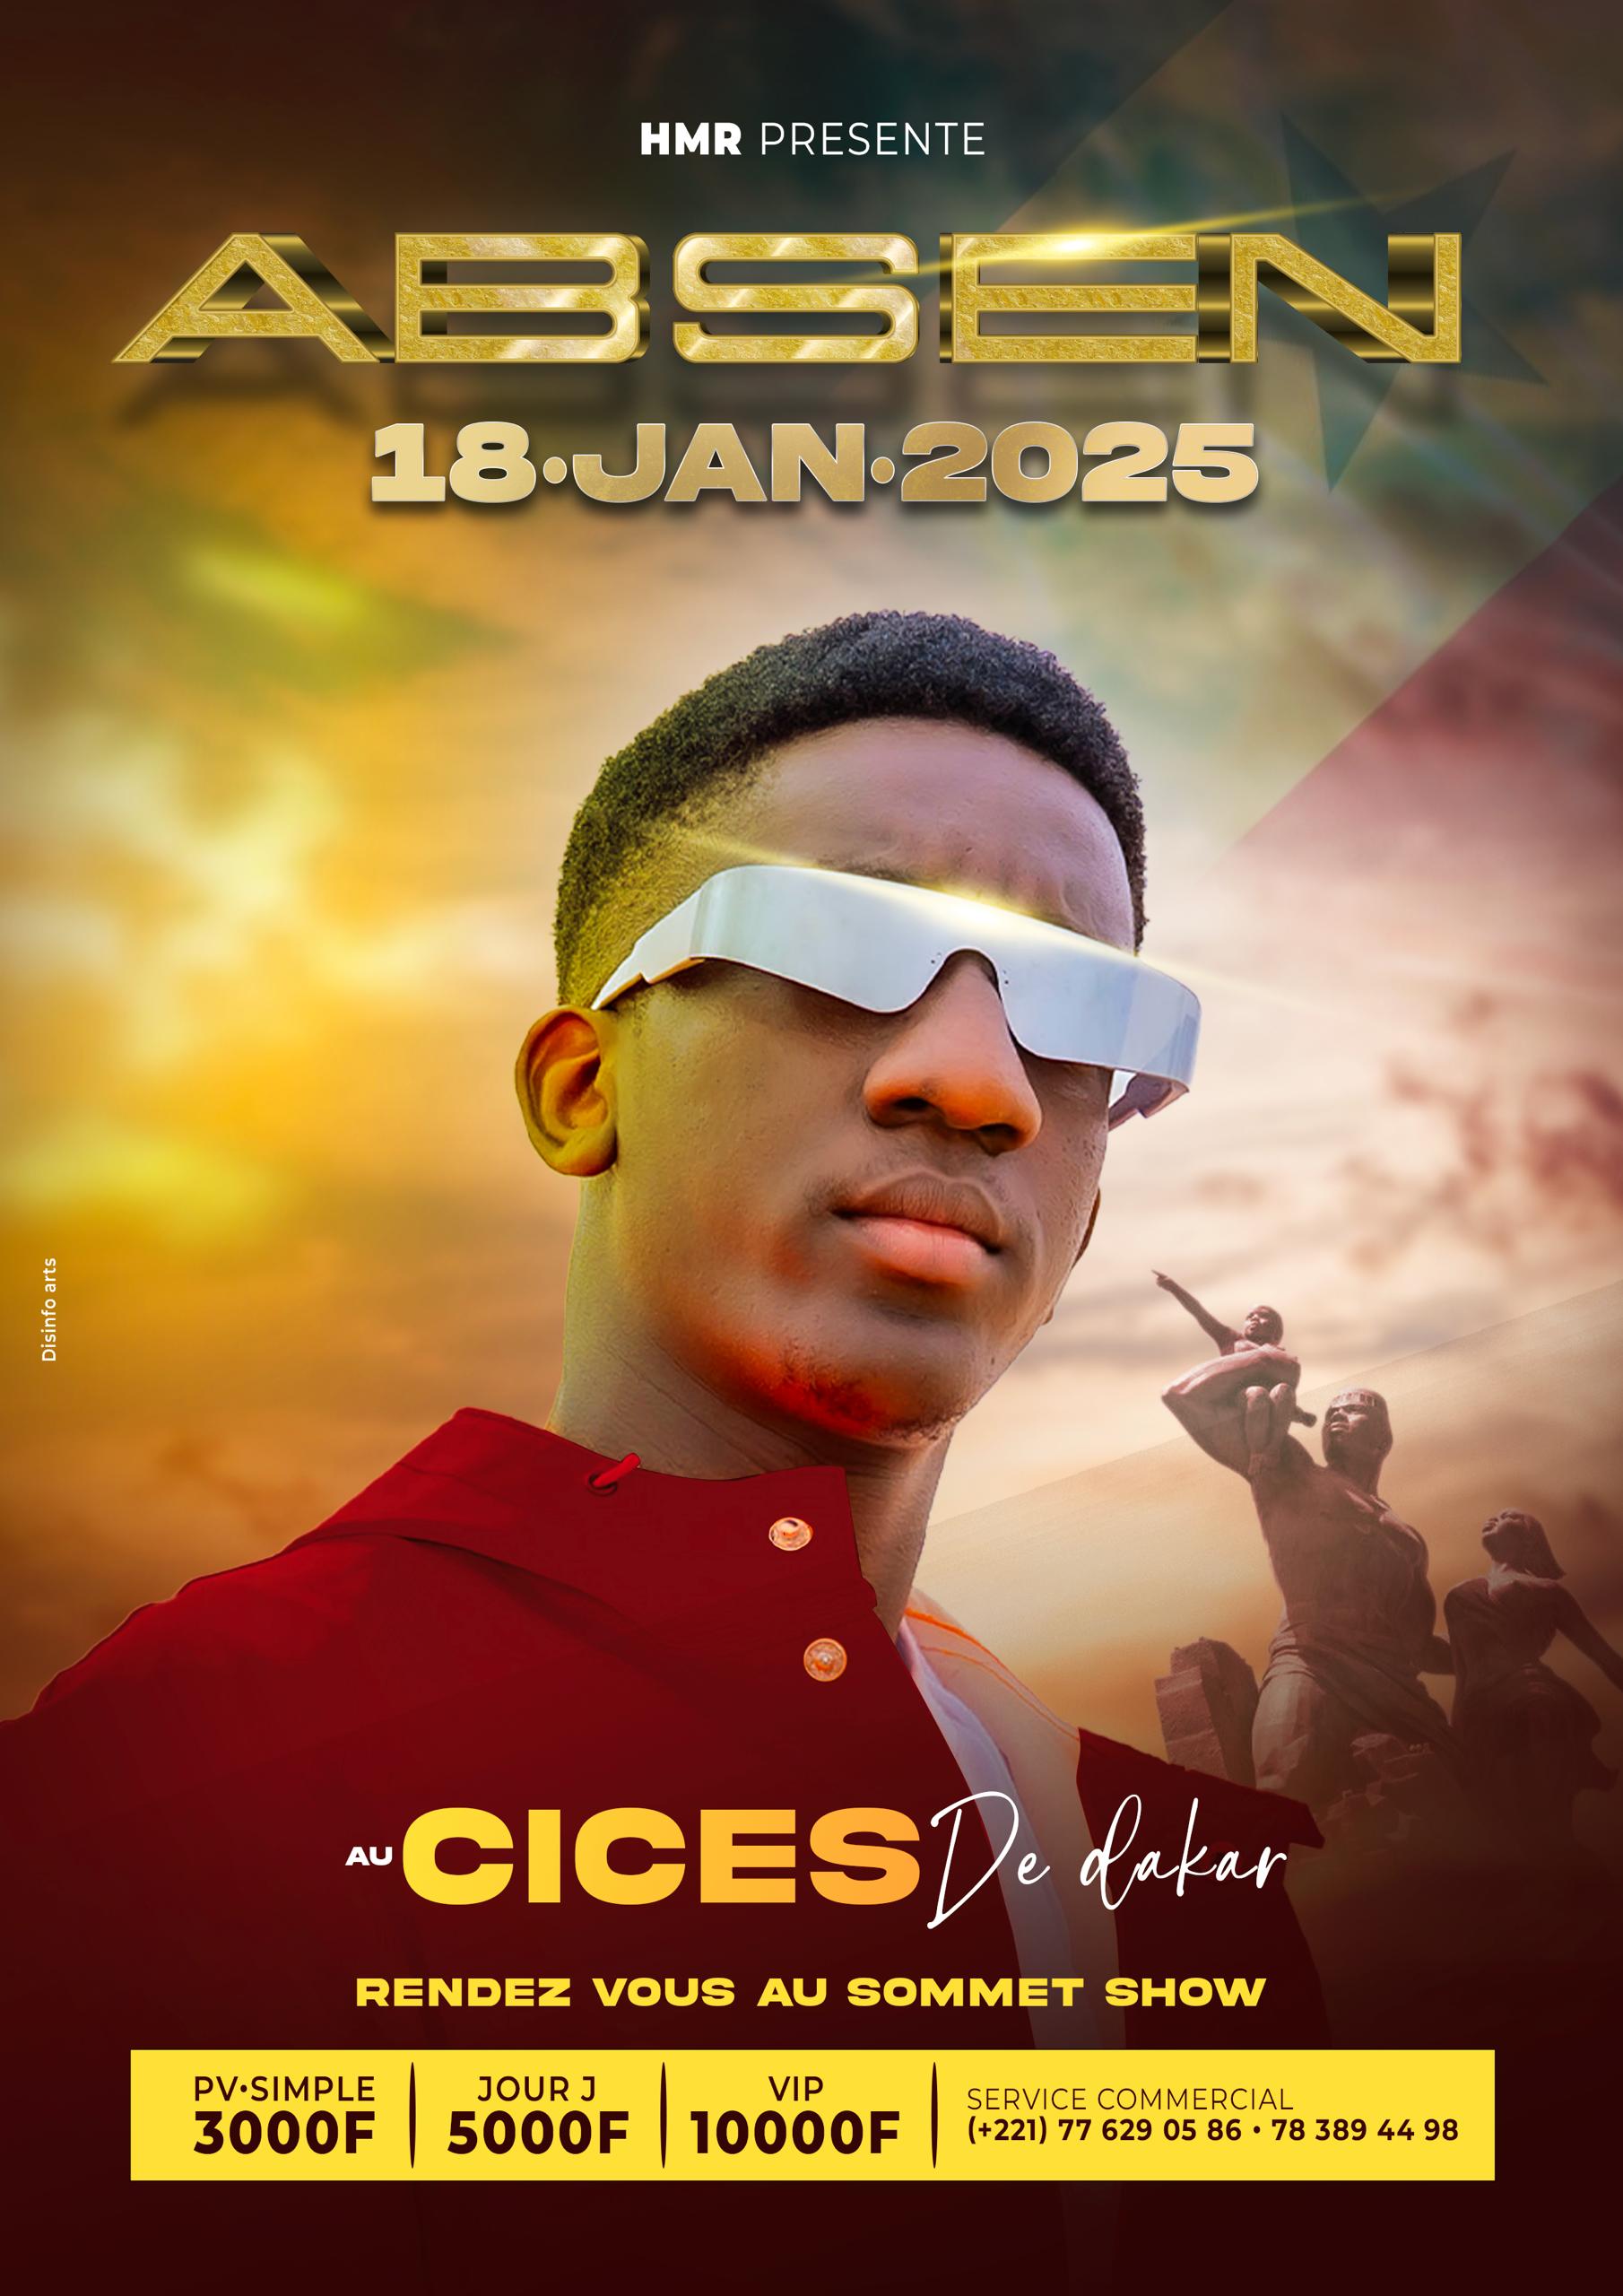 HMR PRESENTE
ABSEN
18•JAN•2025
Disinfo arts
AU CICES De dakar
RENDEZ VOUS AU SOMMET SHOW
PV•SIMPLE
3000F
JOUR J
5000F
VIP
10000F
SERVICE COMMERCIAL
(+221) 77 629 05 86 • 78 389 44 98